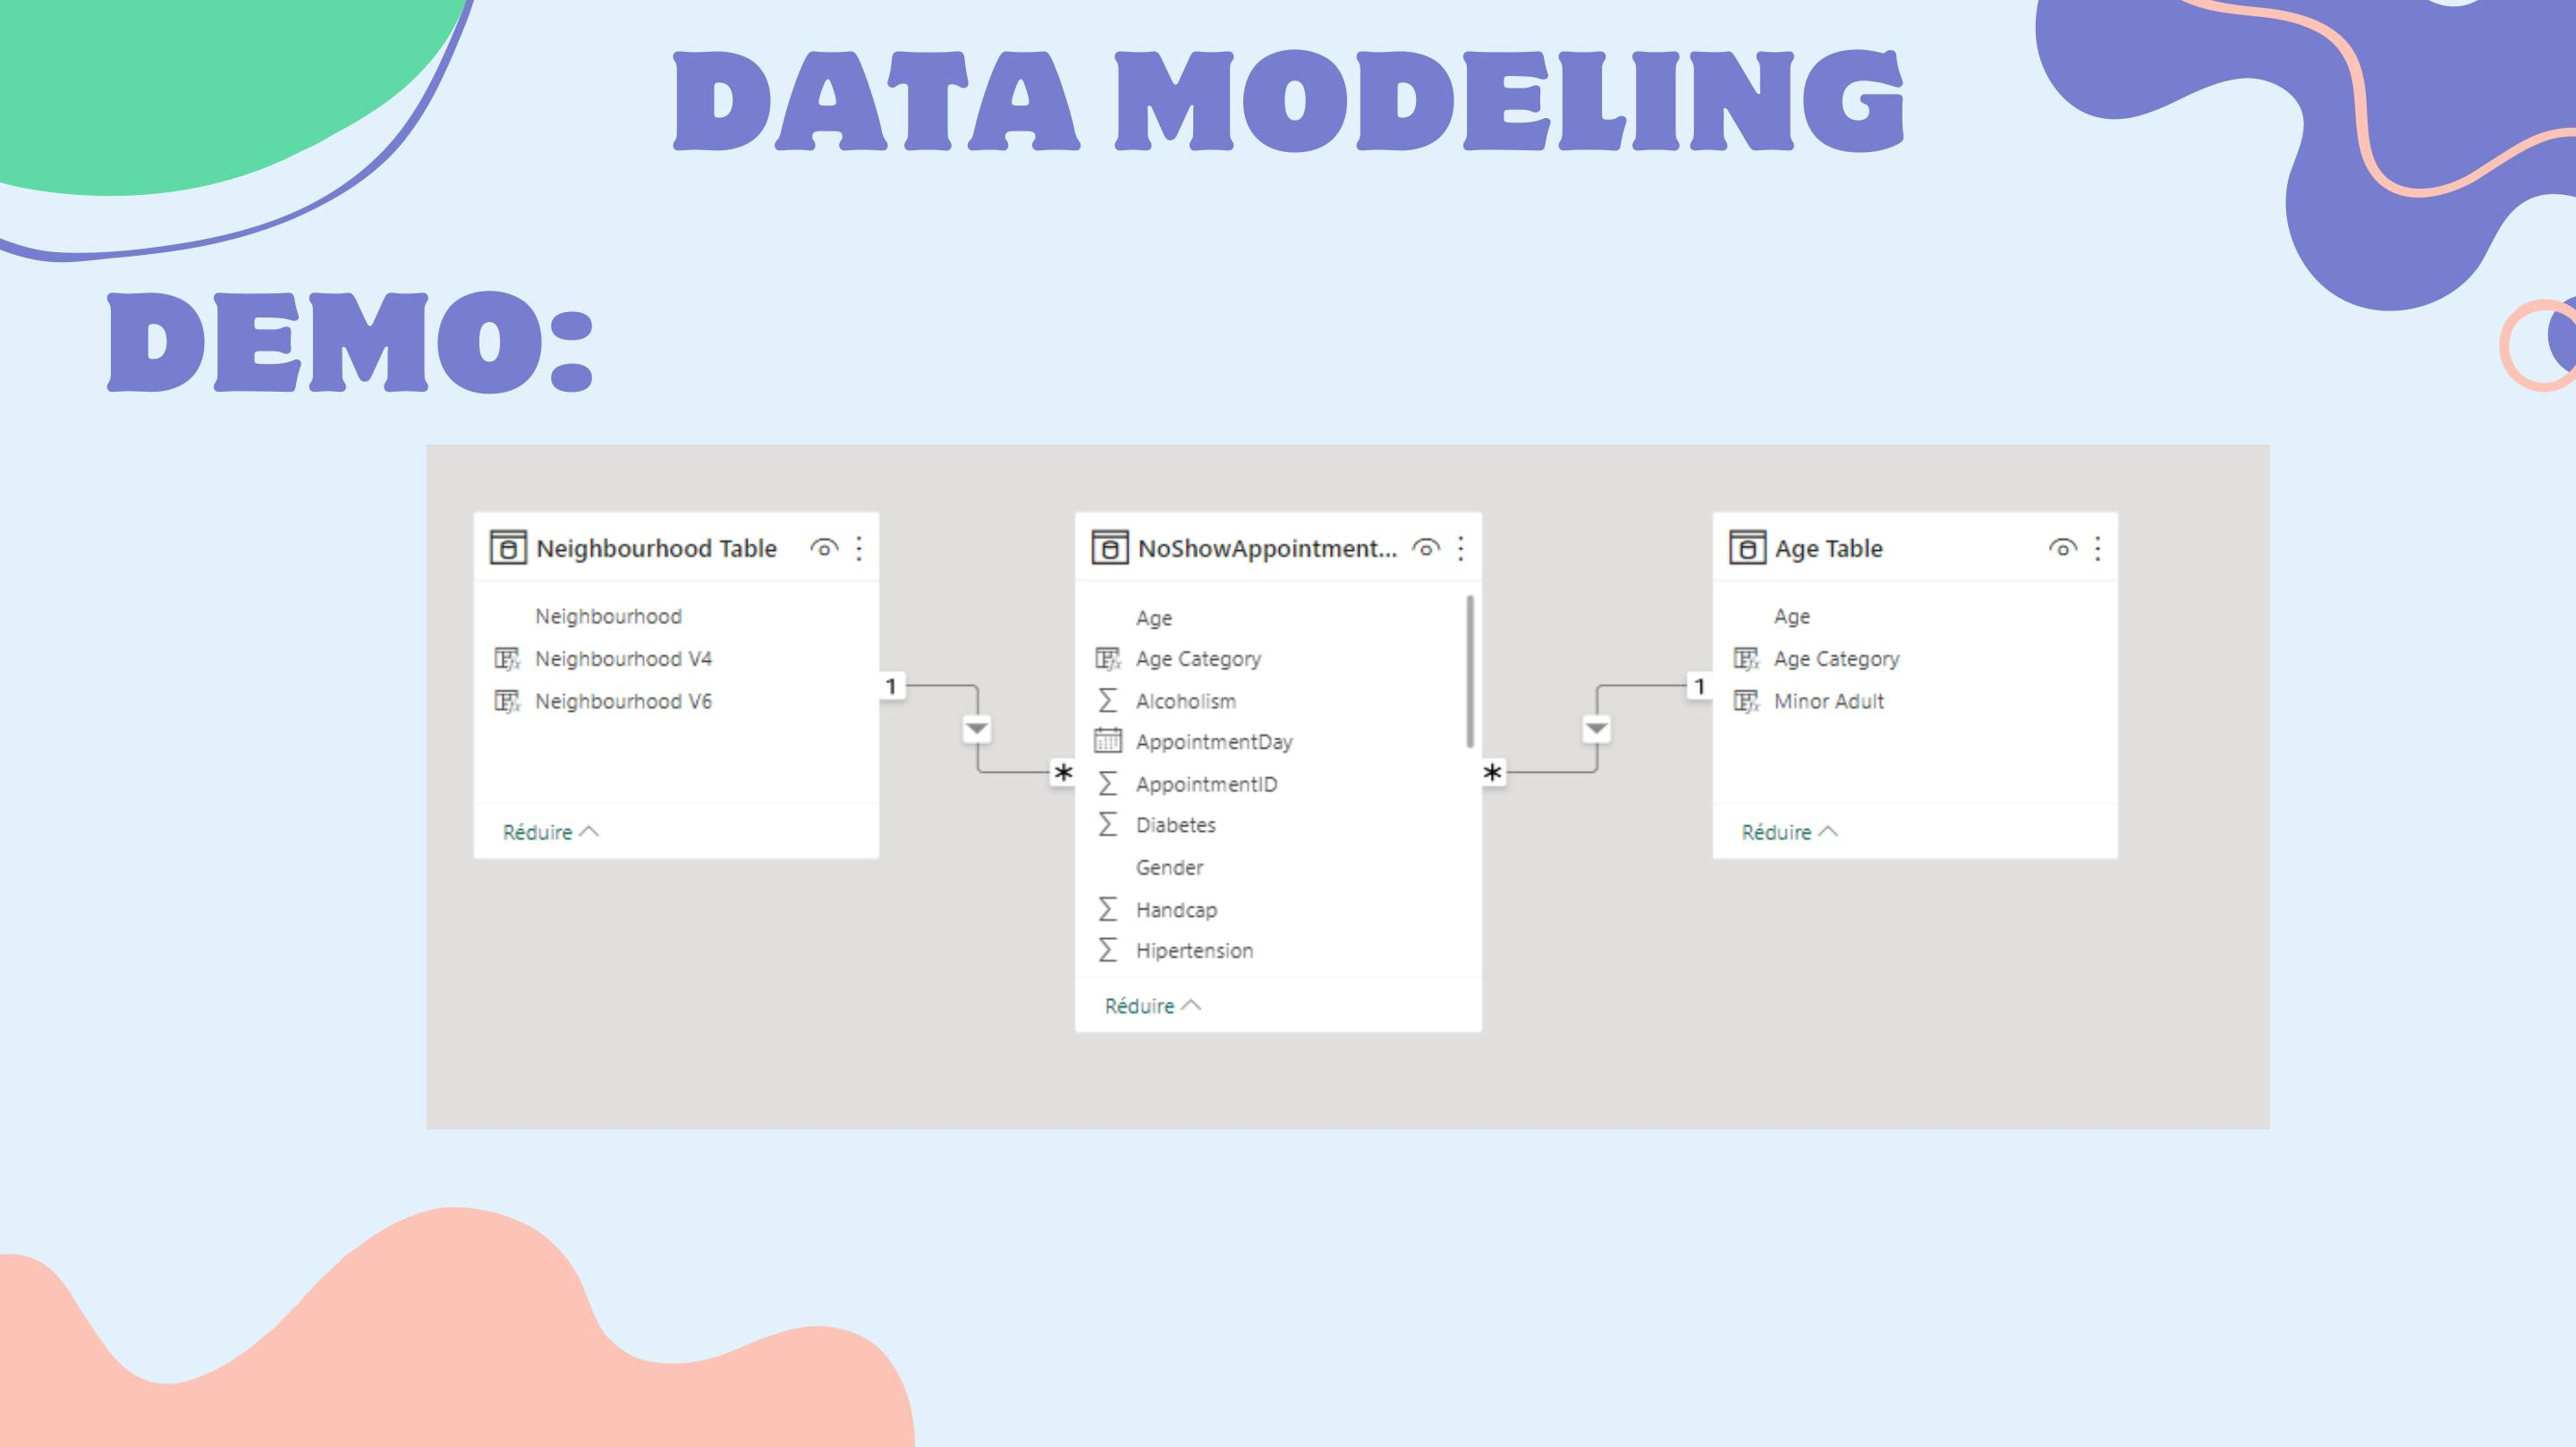 DATA MODELING
DEMO:
Neighbourhood Table
Neighbourhood
Neighbourhood V4
Neighbourhood V6
Réduire
1
*
NoShowAppointment...
Age
Age Category
Alcoholism
AppointmentDay
AppointmentID
Diabetes
Gender
Handcap
Hipertension
Réduire
*
1
Age Table
Age
Age Category
Minor Adult
Réduire